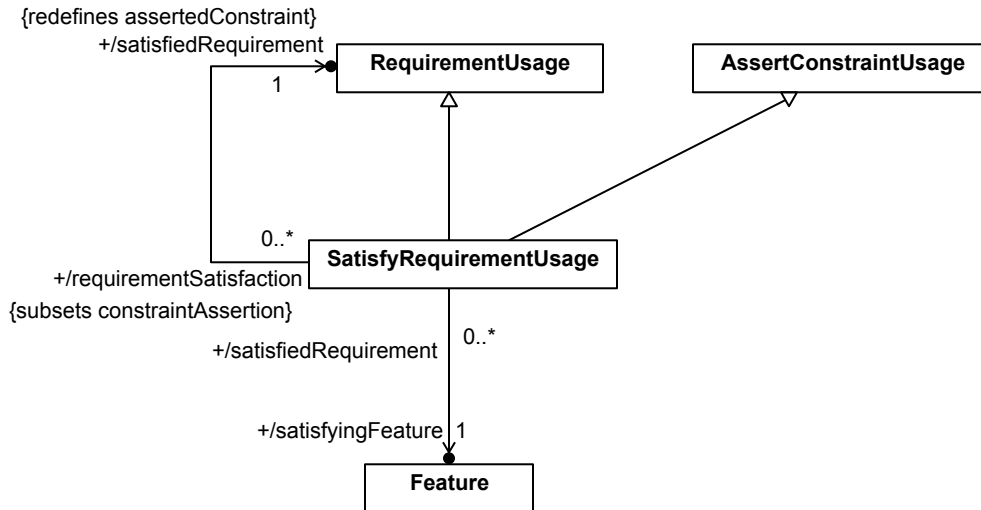 {redefines assertedConstraint}
+/satisfiedRequirement
1
RequirementUsage
AssertConstraintUsage
0..*
+/requirementSatisfaction
{subsets constraintAssertion}
SatisfyRequirementUsage
+/satisfiedRequirement
0..*
+/satisfyingFeature
1
Feature